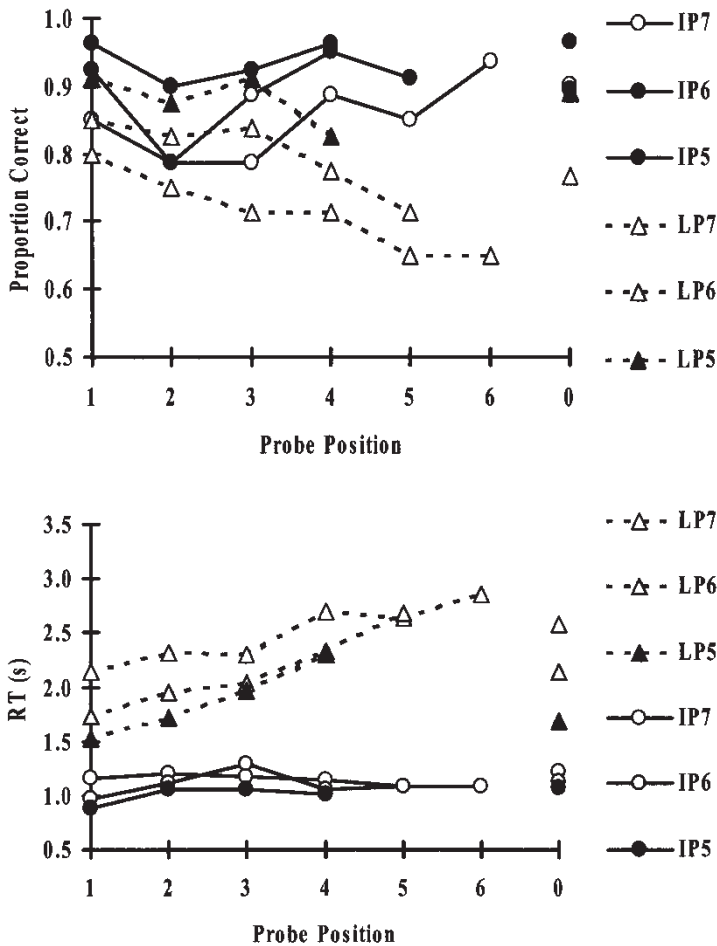 1.0
0.9
0.8
0.7
0.6
0.5
Proportion Correct
1 2 3 4 5 6 0
Probe Position
IP7
IP6
IP5
LP7
LP6
LP5
3.5
3.0
2.5
2.0
1.5
1.0
0.5
RT (s)
1 2 3 4 5 6 0
Probe Position
LP7
LP6
LP5
IP7
IP6
IP5